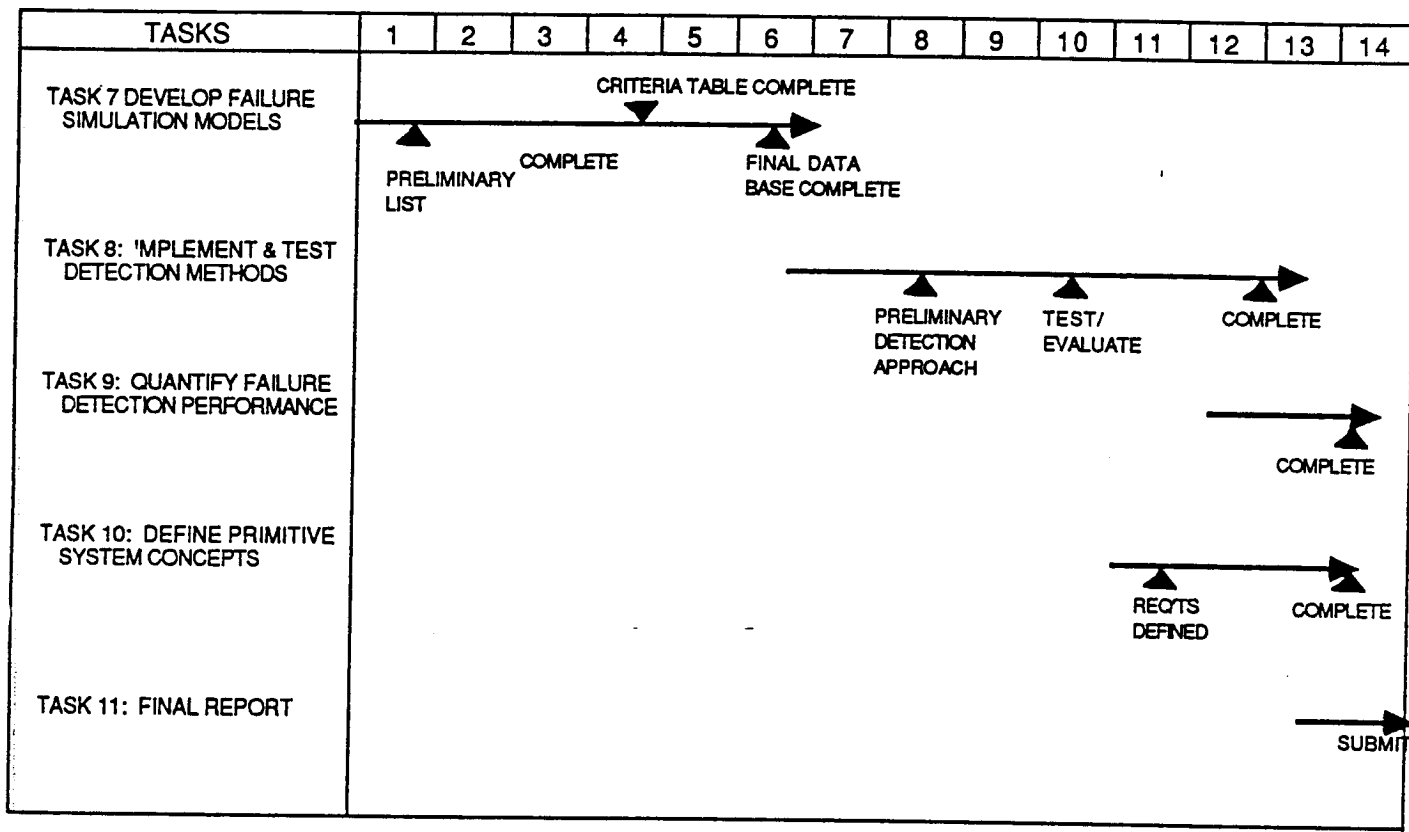 TASKS 1 2 3 4 5 6 7 8 9 10 11 12 13 14
TASK 7 DEVELOP FAILURE
SIMULATION MODELS
CRITERIA TABLE COMPLETE
PRELIMINARY
LIST
COMPLETE
FINAL DATA
BASE COMPLETE
TASK 8: 'MPLEMENT & TEST
DETECTION METHODS
PRELIMINARY
DETECTION
APPROACH
TEST/
EVALUATE
COMPLETE
TASK 9: QUANTIFY FAILURE
DETECTION PERFORMANCE
COMPLETE
TASK 10: DEFINE PRIMITIVE
SYSTEM CONCEPTS
REQ'TS
DEFINED
COMPLETE
TASK 11: FINAL REPORT
SUBMIT